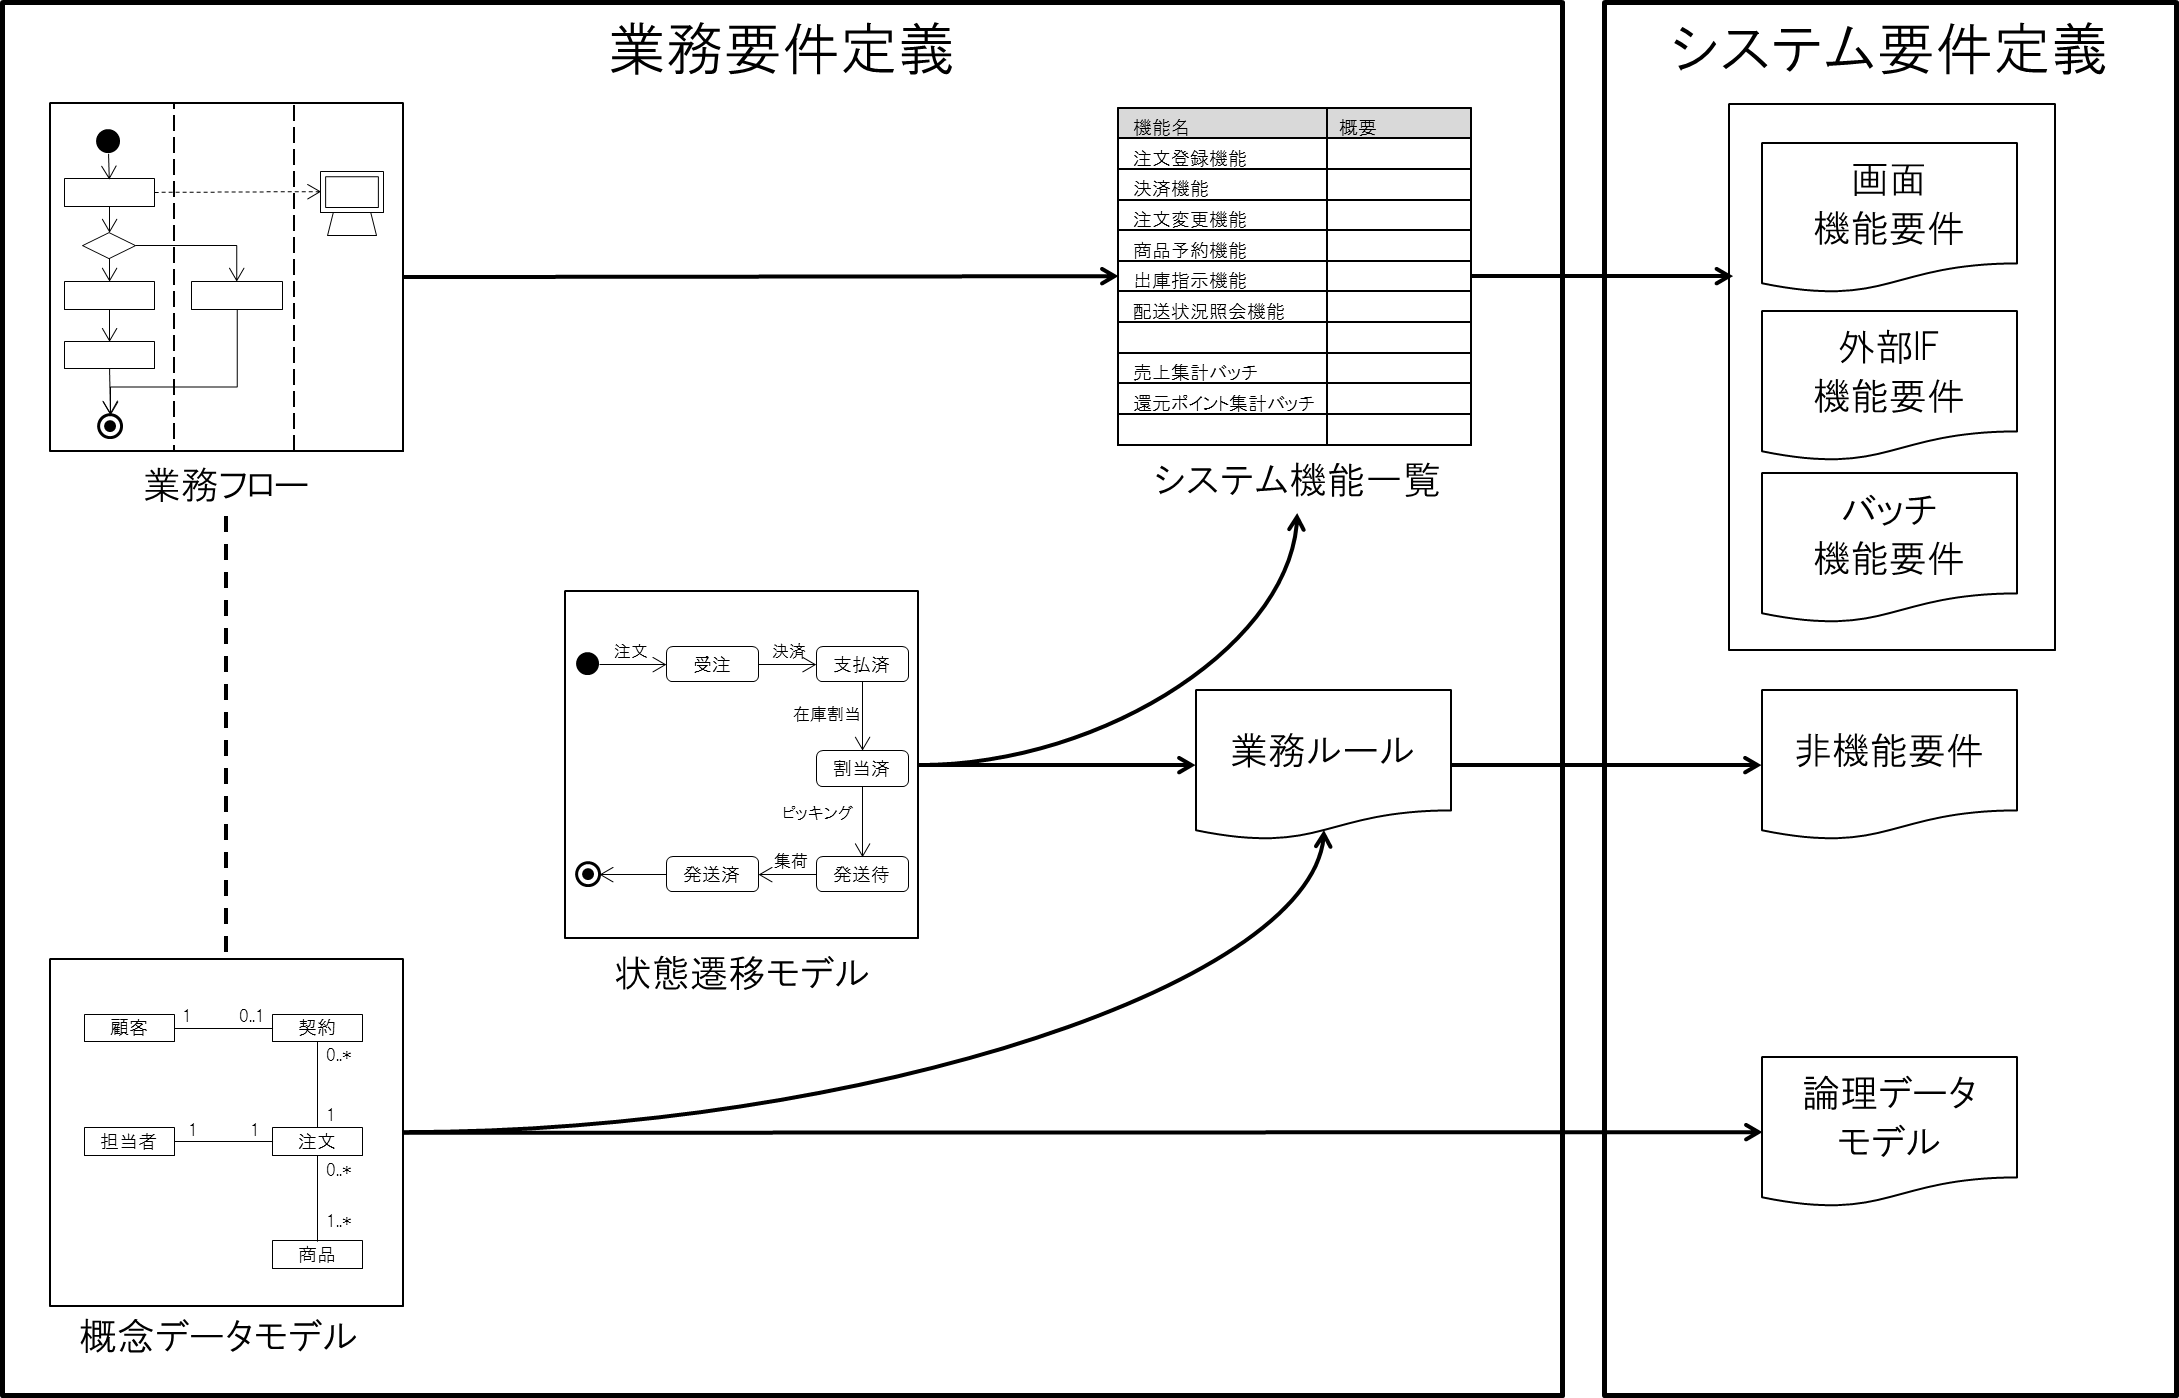 業務要件定義
機能名 概要
注文登録機能
決済機能
注文変更機能
商品予約機能
出庫指示機能
配送状況照会機能
売上集計バッチ
還元ポイント集計バッチ
業務フロー
システム機能一覧
注文
受注
決済
支払済
在庫割当
割当済
ピッキング
発送済
集荷
発送待
状態遷移モデル
業務ルール
顧客
1
0..1
契約
0..*
1
担当者
1
1
注文
0..*
1..*
商品
概念データモデル
システム要件定義
画面
機能要件
外部IF
機能要件
バッチ
機能要件
非機能要件
論理データ
モデル